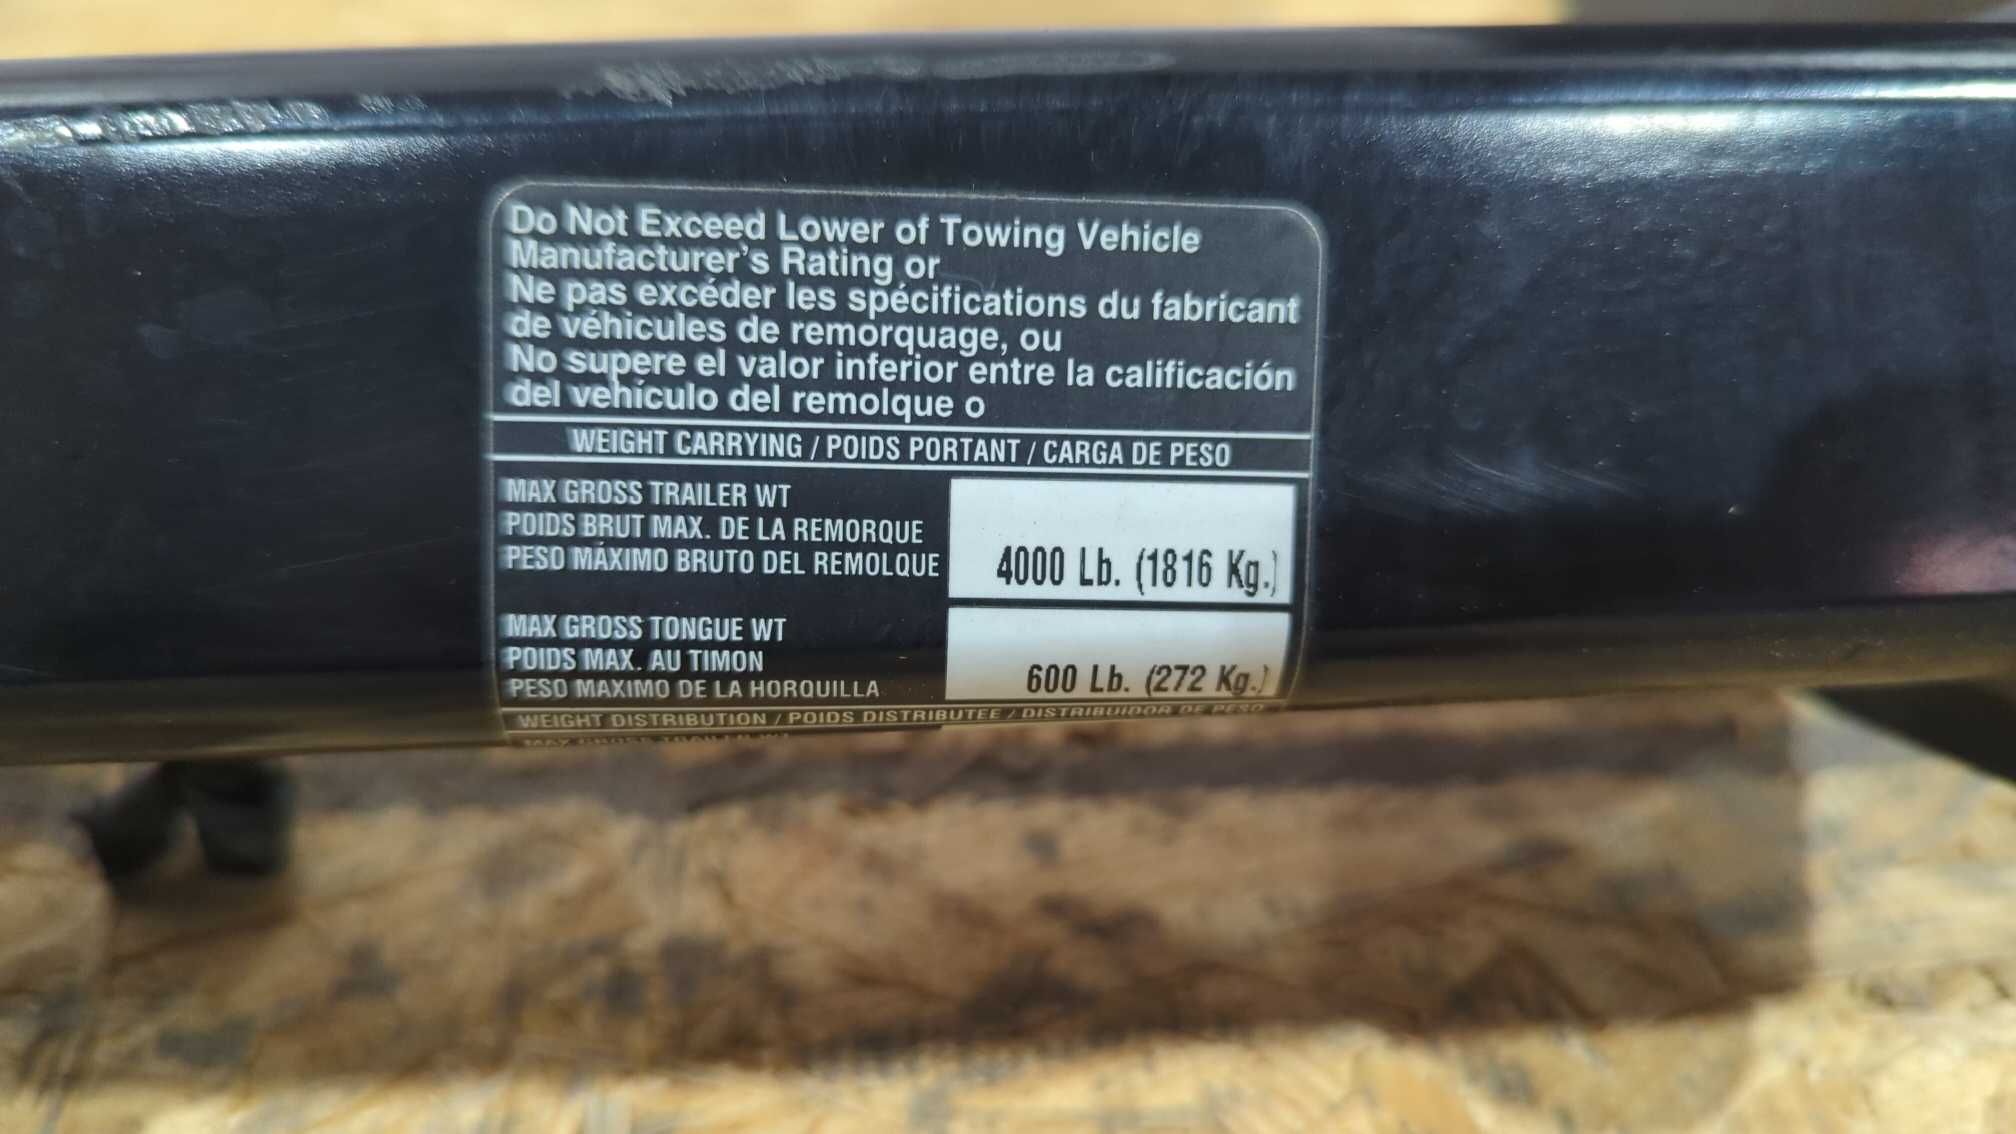 Do Not Exceed Lower of Towing Vehicle
Manufacturer's Rating or
Ne pas excéder les spécifications du fabricant
de véhicules de remorquage, ou
No supere el valor inferior entre la calificación
del vehículo del remolque o
WEIGHT CARRYING / POIDS PORTANT / CARGA DE PESO
MAX GROSS TRAILER WT
POIDS BRUT MAX. DE LA REMORQUE
PESO MÁXIMO BRUTO DEL REMOLQUE
4000 Lb. (1816 Kg.)
MAX GROSS TONGUE WT
POIDS MAX. AU TIMON
PESO MAXIMO DE LA HORQUILLA
600 Lb. (272 Kg.)
WEIGHT DISTRIBUTION / POIDS DISTRIBUTEE / DISTRIBUIDOR DE PESO
MAX GROSS TRAILER WT